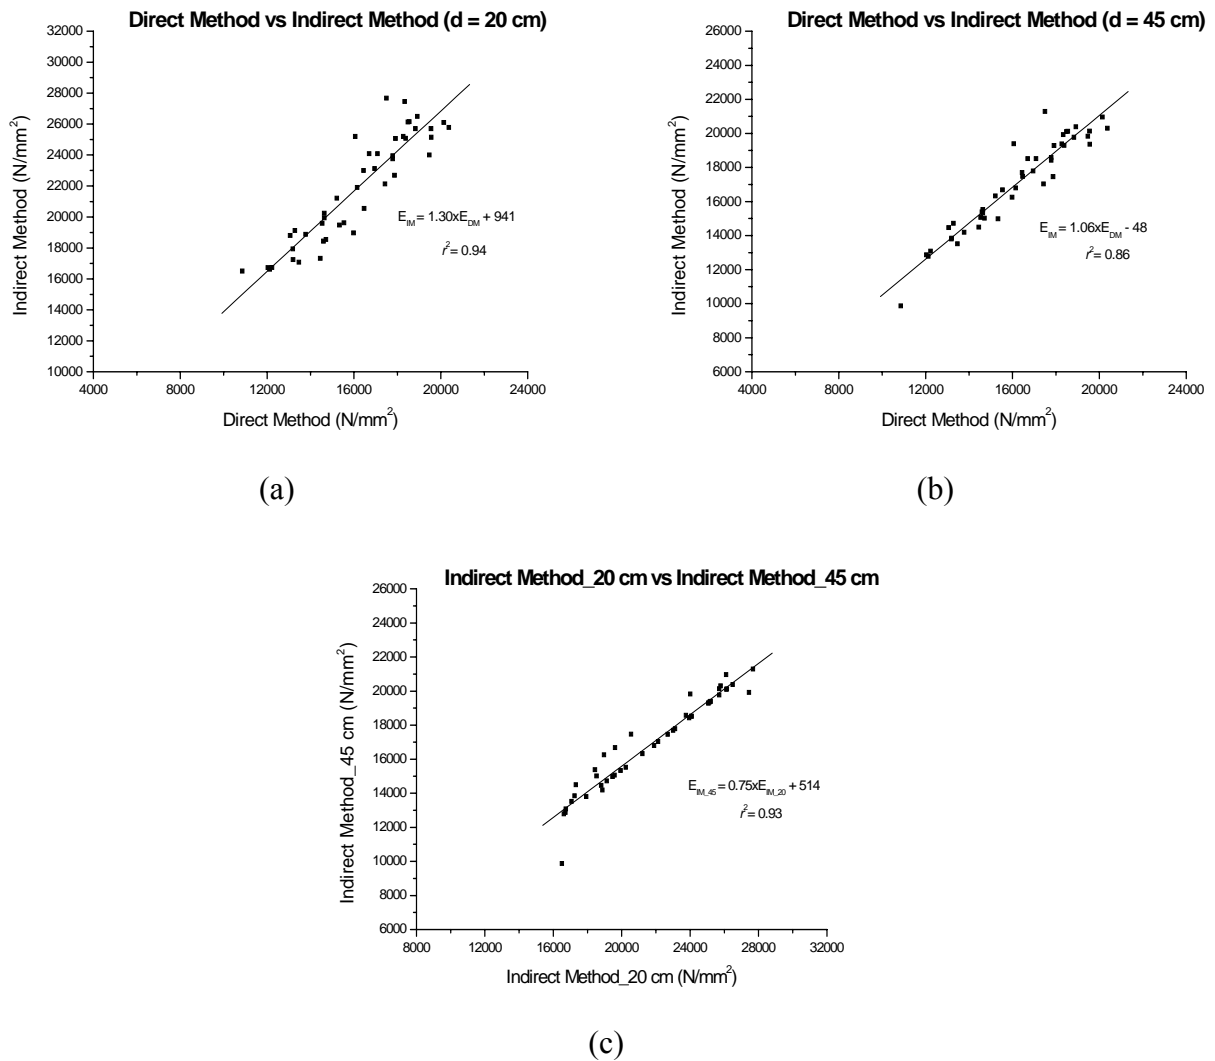 Direct Method vs Indirect Method (d = 20 cm)
32000
30000
28000
26000
24000
22000
20000
18000
16000
14000
12000
10000
4000 8000 12000 16000 20000 24000
Indirect Method (N/mm²)
Direct Method (N/mm²)
E_IM = 1.30xE_DM + 941
r² = 0.94
(a)
Direct Method vs Indirect Method (d = 45 cm)
26000
24000
22000
20000
18000
16000
14000
12000
10000
8000
6000
4000 8000 12000 16000 20000 24000
Indirect Method (N/mm²)
Direct Method (N/mm²)
E_IM = 1.06xE_DM - 48
r² = 0.86
(b)
Indirect Method_20 cm vs Indirect Method_45 cm
26000
24000
22000
20000
18000
16000
14000
12000
10000
8000
6000
8000 12000 16000 20000 24000 28000 32000
Indirect Method_45 cm (N/mm²)
Indirect Method_20 cm (N/mm²)
E_IM_45 = 0.75xE_IM_20 + 514
r² = 0.93
(c)